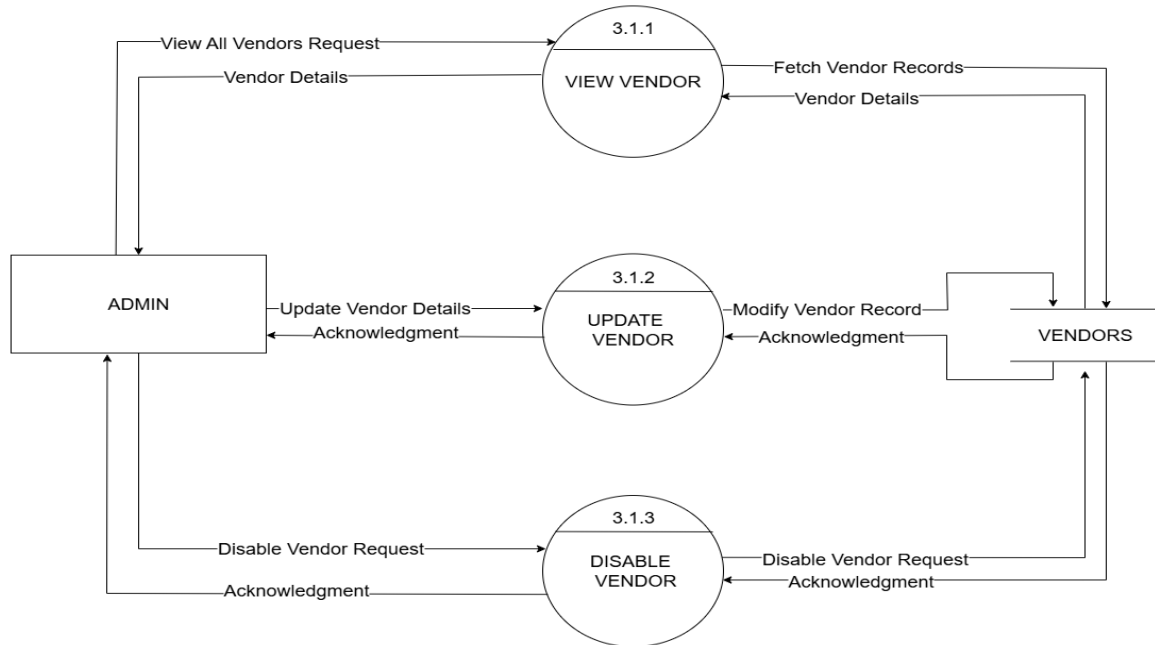 3.1.1
View All Vendors Request
VIEW VENDOR
Fetch Vendor Records
Vendor Details
Vendor Details
3.1.2
ADMIN
Update Vendor Details
UPDATE
VENDOR
Modify Vendor Record
Acknowledgment
Acknowledgment
VENDORS
3.1.3
Disable Vendor Request
DISABLE
VENDOR
Disable Vendor Request
Acknowledgment
Acknowledgment